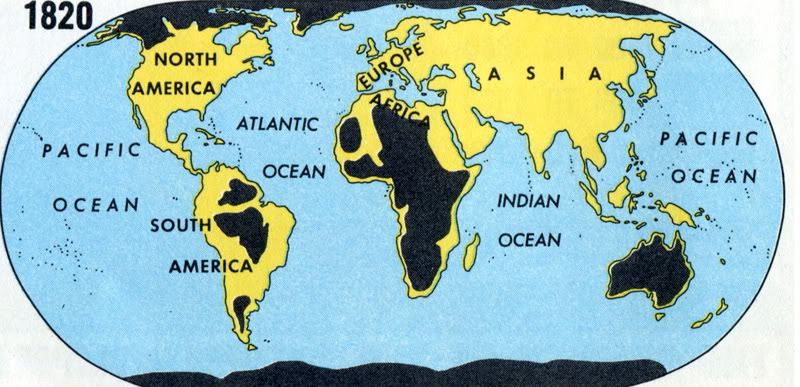 1820
NORTH
AMERICA
EUROPE
ASIA
AFRICA
ATLANTIC
OCEAN
PACIFIC
OCEAN
PACIFIC
OCEAN
INDIAN
OCEAN
SOUTH
AMERICA